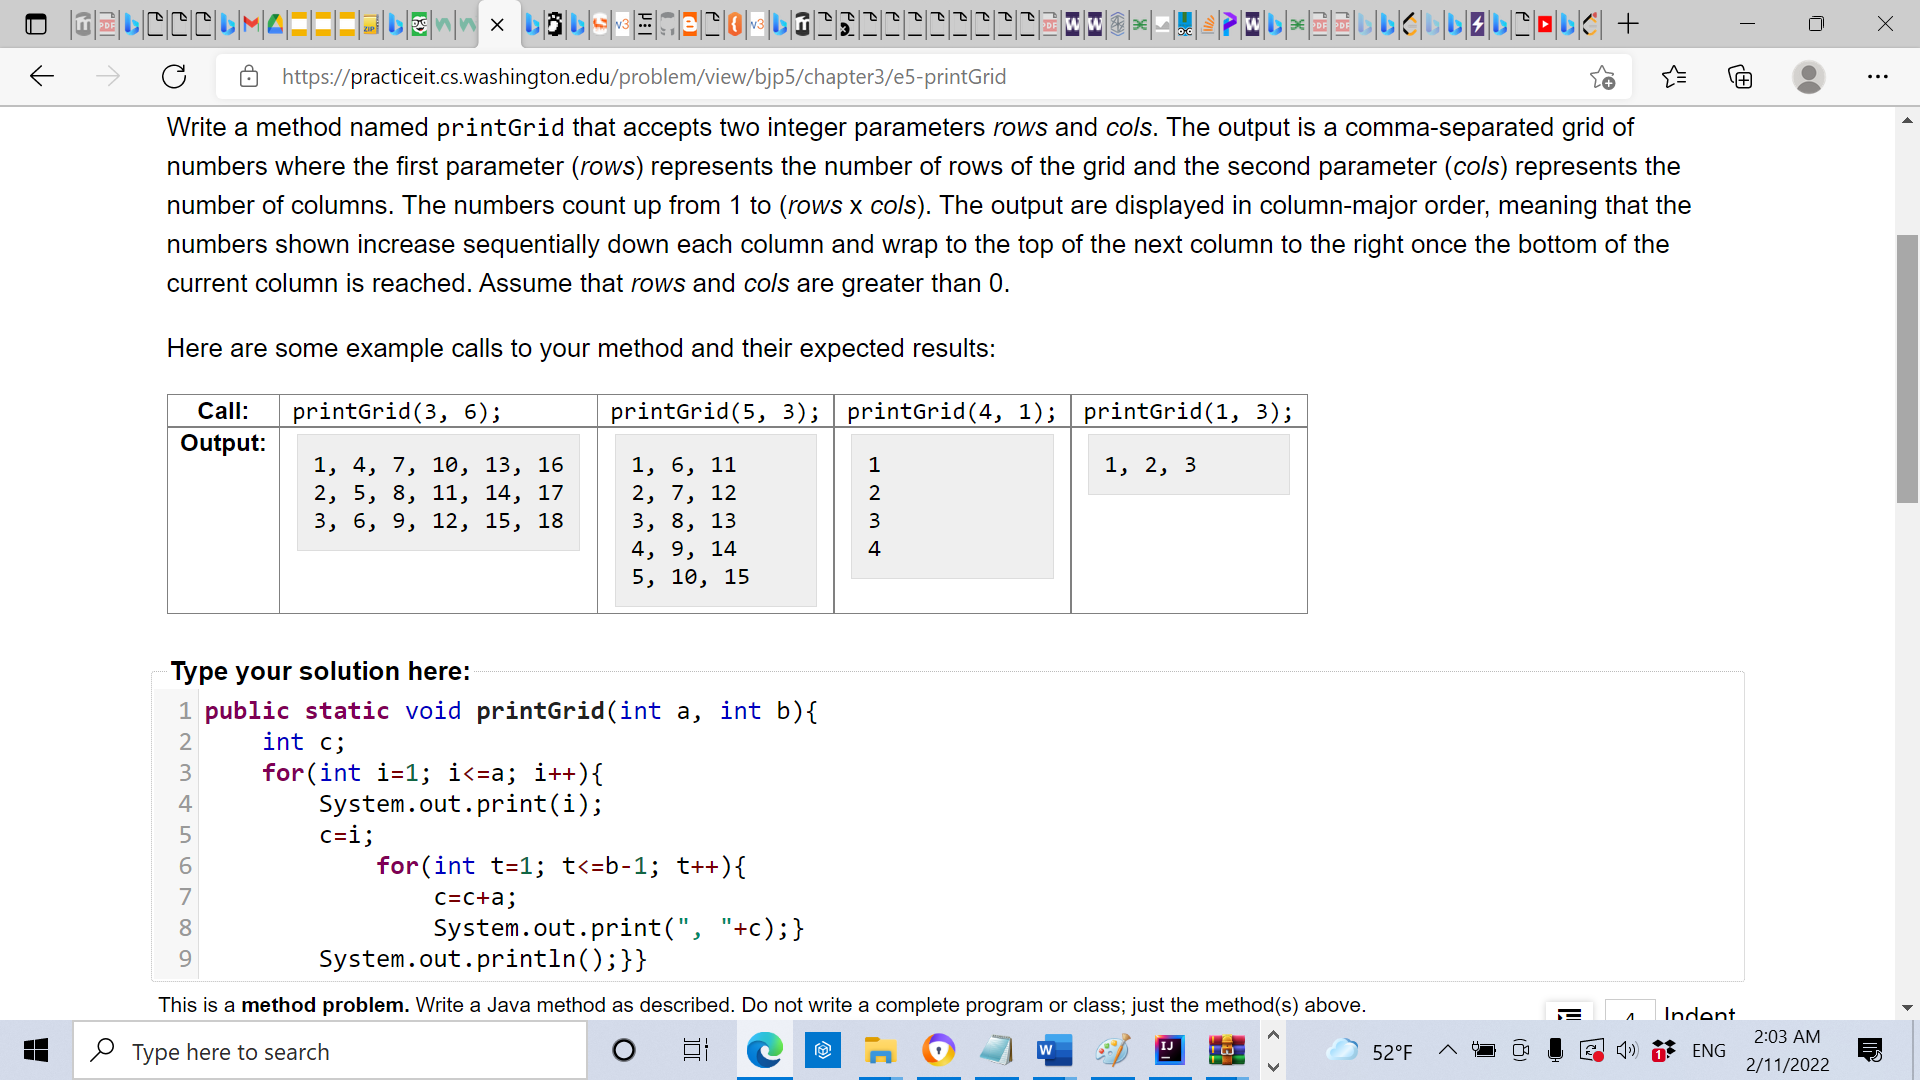 https://practiceit.cs.washington.edu/problem/view/bjp5/chapter3/e5-printGrid
Write a method named printGrid that accepts two integer parameters rows and cols. The output is a comma-separated grid of
numbers where the first parameter (rows) represents the number of rows of the grid and the second parameter (cols) represents the
number of columns. The numbers count up from 1 to (rows x cols). The output are displayed in column-major order, meaning that the
numbers shown increase sequentially down each column and wrap to the top of the next column to the right once the bottom of the
current column is reached. Assume that rows and cols are greater than 0.
Here are some example calls to your method and their expected results:
Call: printGrid(3, 6); printGrid(5, 3); printGrid(4, 1); printGrid(1, 3);
Output:
1, 4, 7, 10, 13, 16
2, 5, 8, 11, 14, 17
3, 6, 9, 12, 15, 18
1, 6, 11
2, 7, 12
3, 8, 13
4, 9, 14
5, 10, 15
1
2
3
4
1, 2, 3
Type your solution here:
1 public static void printGrid(int a, int b){
2 int c;
3 for(int i=1; i<=a; i++){
4 System.out.print(i);
5 c=i;
6 for(int t=1; t<=b-1; t++){
7 c=c+a;
8 System.out.print(", "+c);}
9 System.out.println();}}
This is a method problem. Write a Java method as described. Do not write a complete program or class; just the method(s) above.
4 Indent
Type here to search
52°F
ENG
2:03 AM
2/11/2022